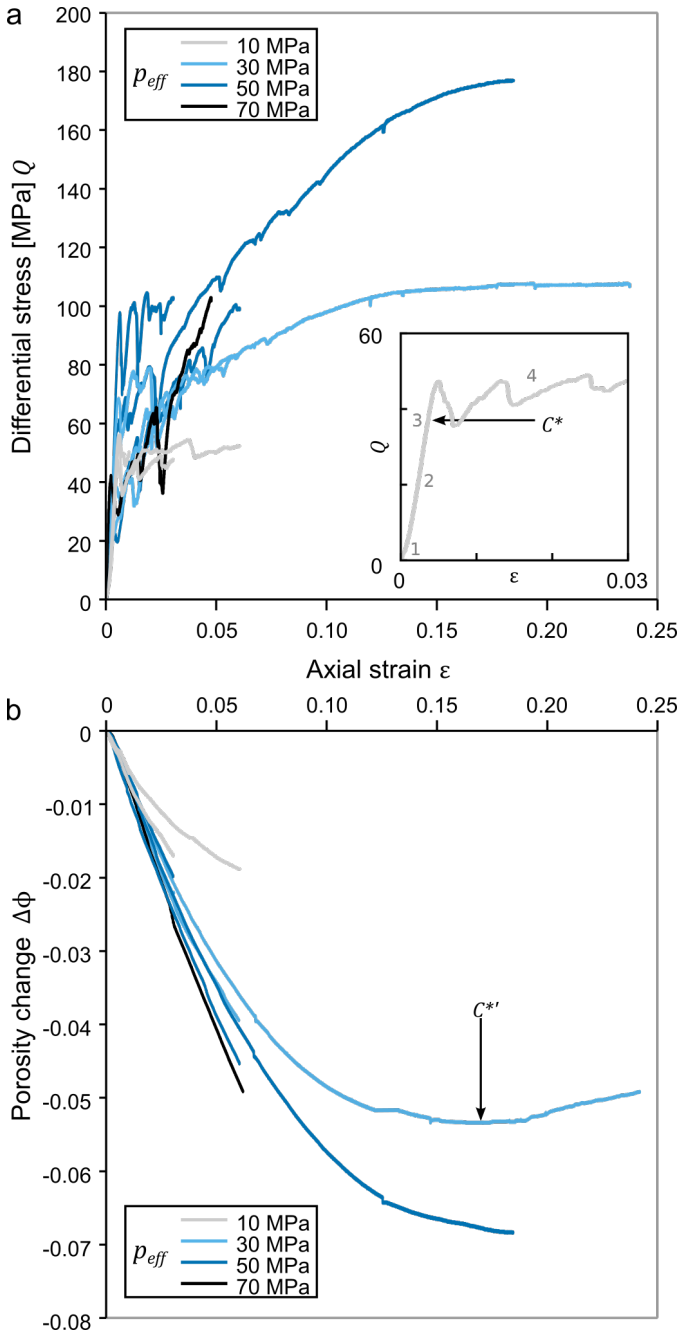 a
200
180
160
140
120
100
80
60
40
20
0
Differential stress [MPa] Q
p_eff
10 MPa
30 MPa
50 MPa
70 MPa
60
Q
0
0
ε
0.03
1
2
3
4
C*
0.05
0.10
0.15
0.20
0.25
Axial strain ε
b
0
0.05
0.10
0.15
0.20
0.25
0
-0.01
-0.02
-0.03
-0.04
-0.05
-0.06
-0.07
-0.08
Porosity change Δϕ
C*'
p_eff
10 MPa
30 MPa
50 MPa
70 MPa